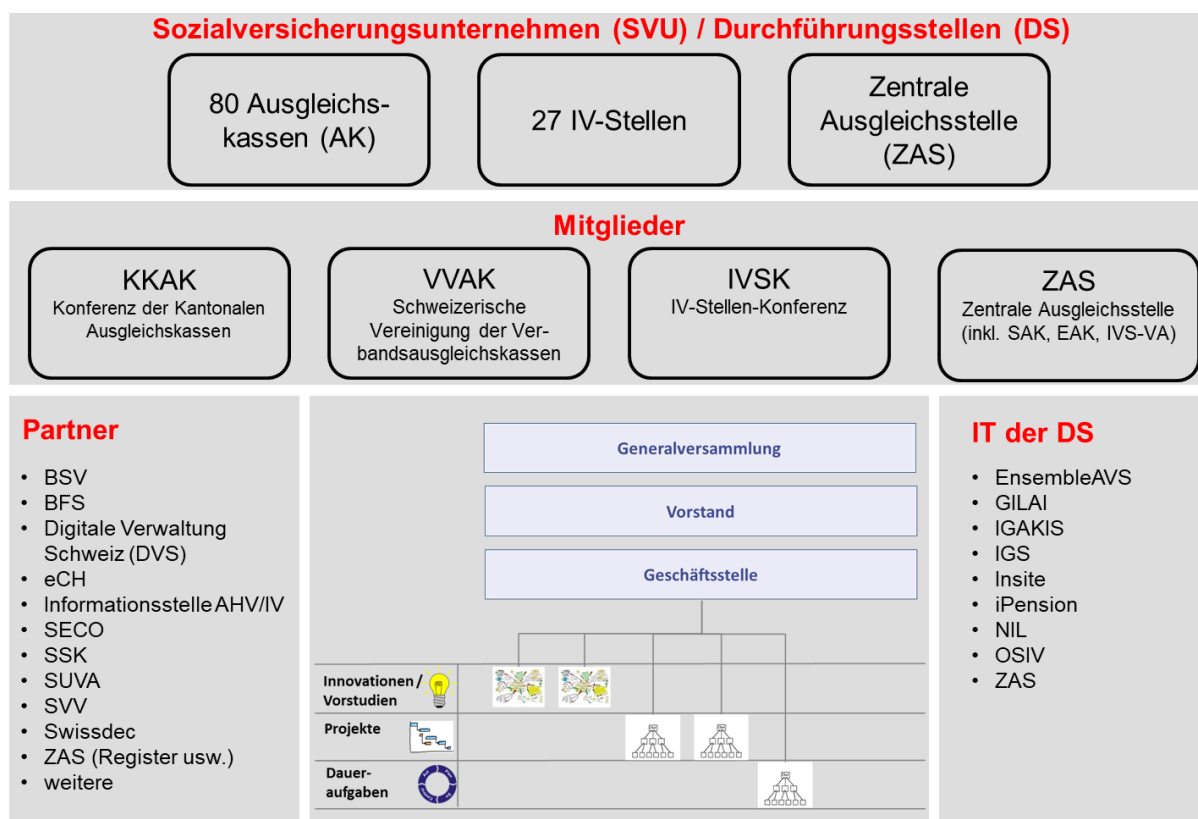 Sozialversicherungsunternehmen (SVU) / Durchführungsstellen (DS)
80 Ausgleichs-
kassen (AK)
27 IV-Stellen
Zentrale
Ausgleichsstelle
(ZAS)
Mitglieder
KKAK
Konferenz der Kantonalen
Ausgleichskassen
VVAK
Schweizerische
Vereinigung der Ver-
bandsausgleichskassen
IVSK
IV-Stellen-Konferenz
ZAS
Zentrale Ausgleichsstelle
(inkl. SAK, EAK, IVS-VA)
Partner
• BSV
• BFS
• Digitale Verwaltung
Schweiz (DVS)
• eCH
• Informationsstelle AHV/IV
• SECO
• SSK
• SUVA
• SVV
• Swissdec
• ZAS (Register usw.)
• weitere
Generalversammlung
Vorstand
Geschäftsstelle
Innovationen /
Vorstudien
Projekte
Dauer-
aufgaben
IT der DS
• EnsembleAVS
• GILAI
• IGAKIS
• IGS
• Insite
• iPension
• NIL
• OSIV
• ZAS